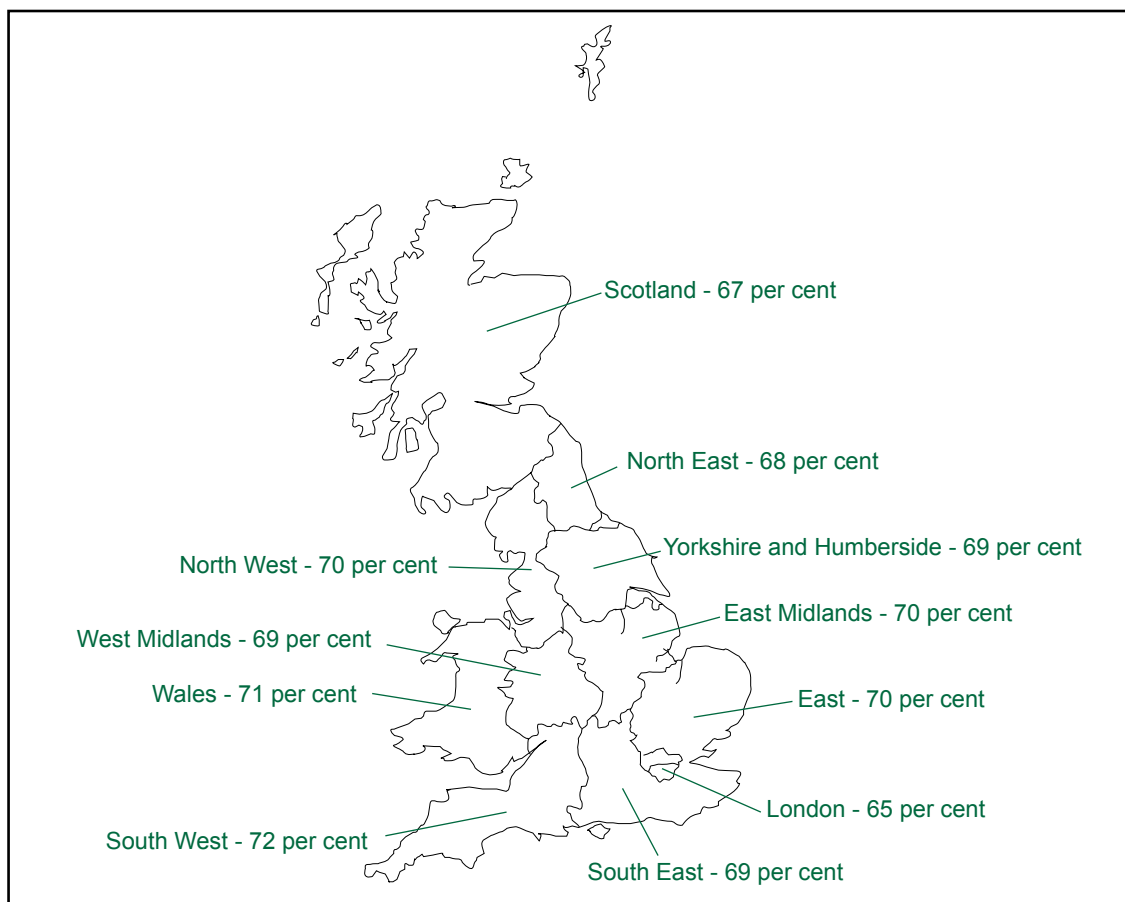 Scotland - 67 per cent
North East - 68 per cent
Yorkshire and Humberside - 69 per cent
North West - 70 per cent
East Midlands - 70 per cent
West Midlands - 69 per cent
Wales - 71 per cent
East - 70 per cent
London - 65 per cent
South West - 72 per cent
South East - 69 per cent